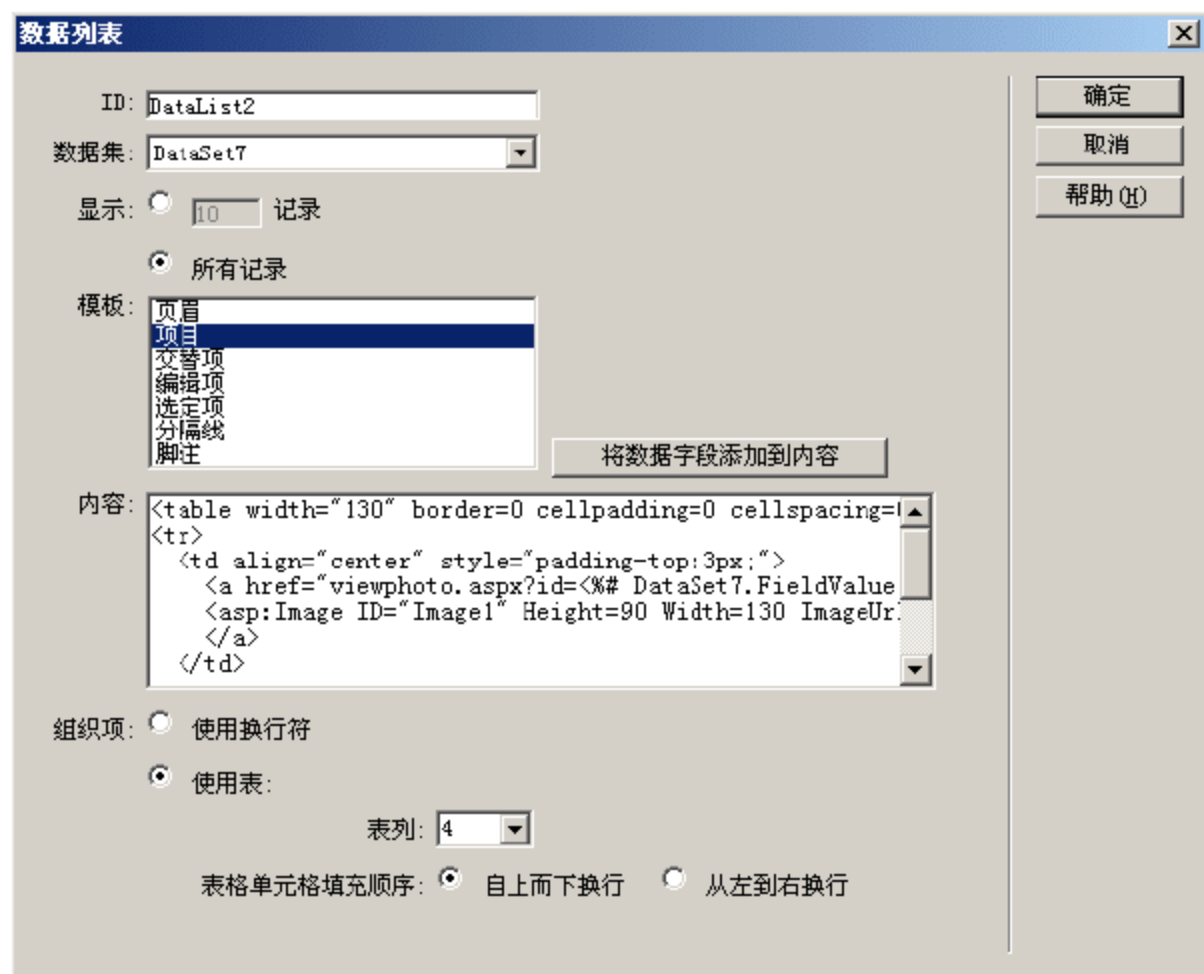 数据列表
ID: DataList2
数据集: DataSet7
显示: 10 记录
所有记录
模板: 页眉
项目
交替项
编辑项
选定项
分隔线
脚注
将数据字段添加到内容
内容: <table width="130" border=0 cellpadding=0 cellspacing=
<tr>
<td align="center" style="padding-top:3px;">
<a href="viewphoto.aspx?id=<%# DataSet7.FieldValue
<asp:Image ID="Image1" Height=90 Width=130 ImageUr
</a>
</td>
组织项: 使用换行符
使用表:
表列: 4
表格单元格填充顺序: 自上而下换行 从左到右换行
确定
取消
帮助(H)